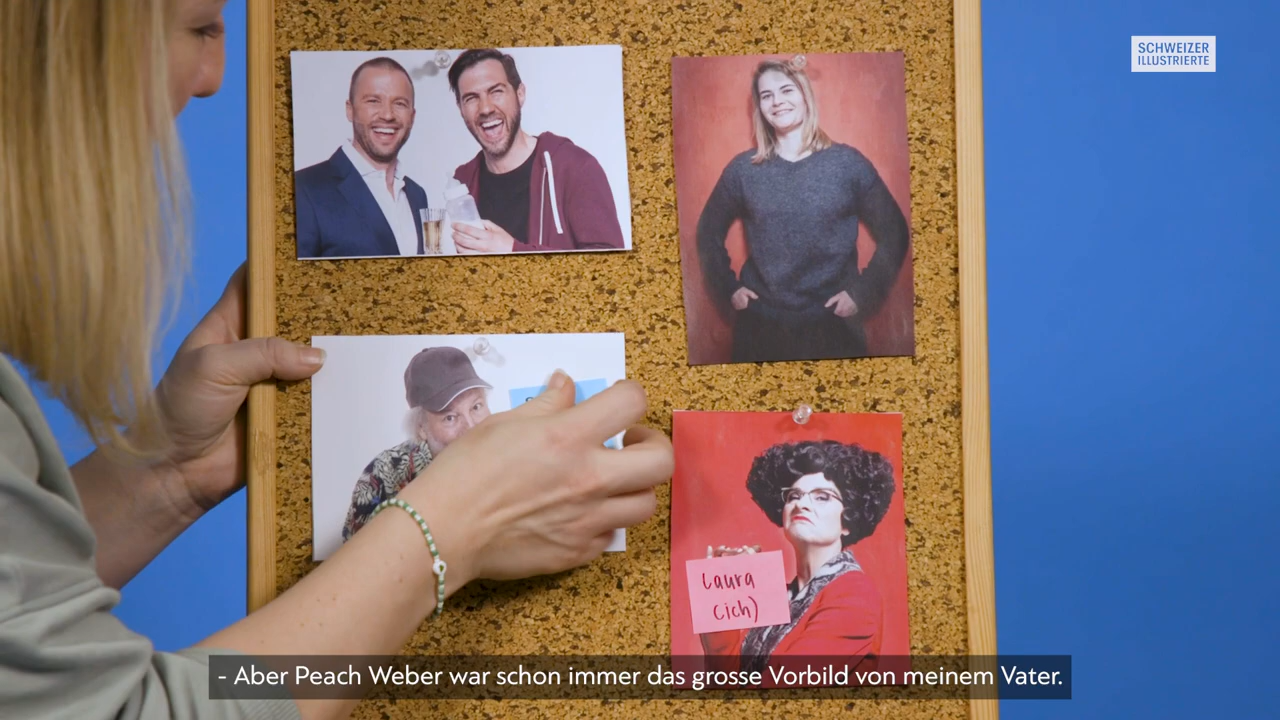 SCHWEIZER
ILLUSTRIERTE
Laura
(ich)
- Aber Peach Weber war schon immer das grosse Vorbild von meinem Vater.